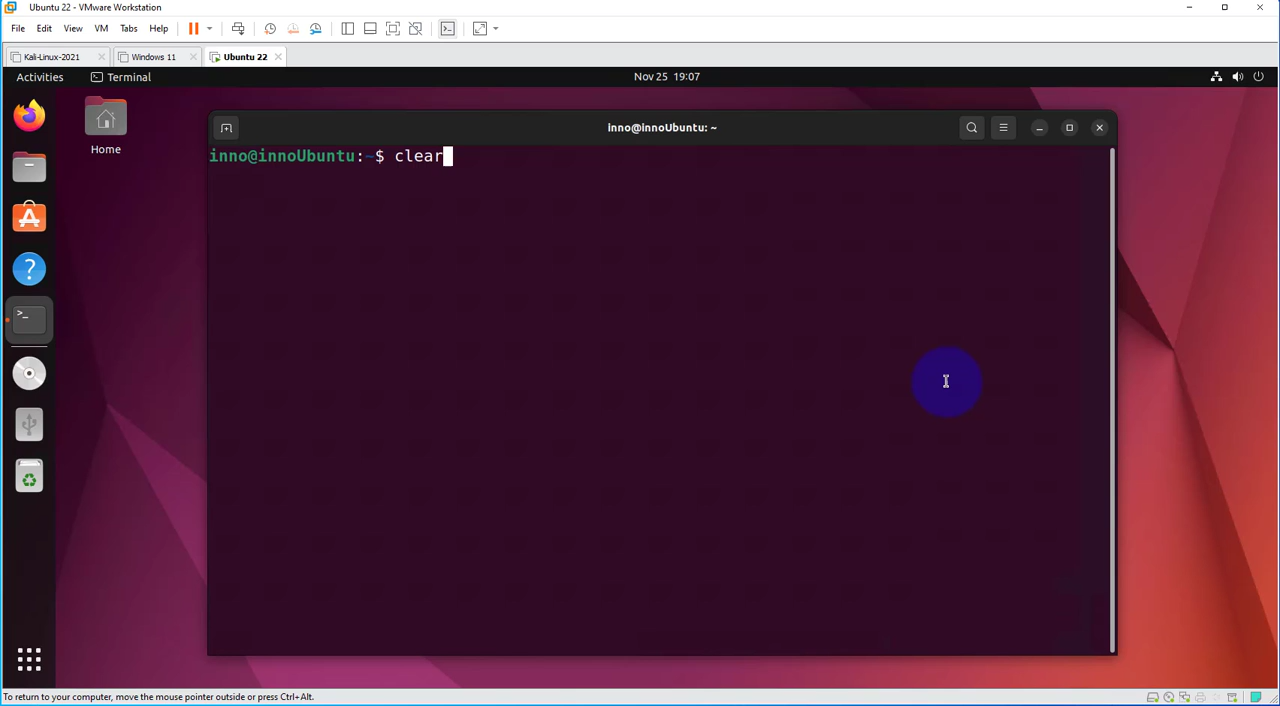 Ubuntu 22 - VMware Workstation
File Edit View VM Tabs Help
Kali-Linux-2021 Windows 11 Ubuntu 22
Activities Terminal Nov 25 19:07
inno@innoUbuntu: ~
Home
inno@innoUbuntu:~$ clear
To return to your computer, move the mouse pointer outside or press Ctrl+Alt.